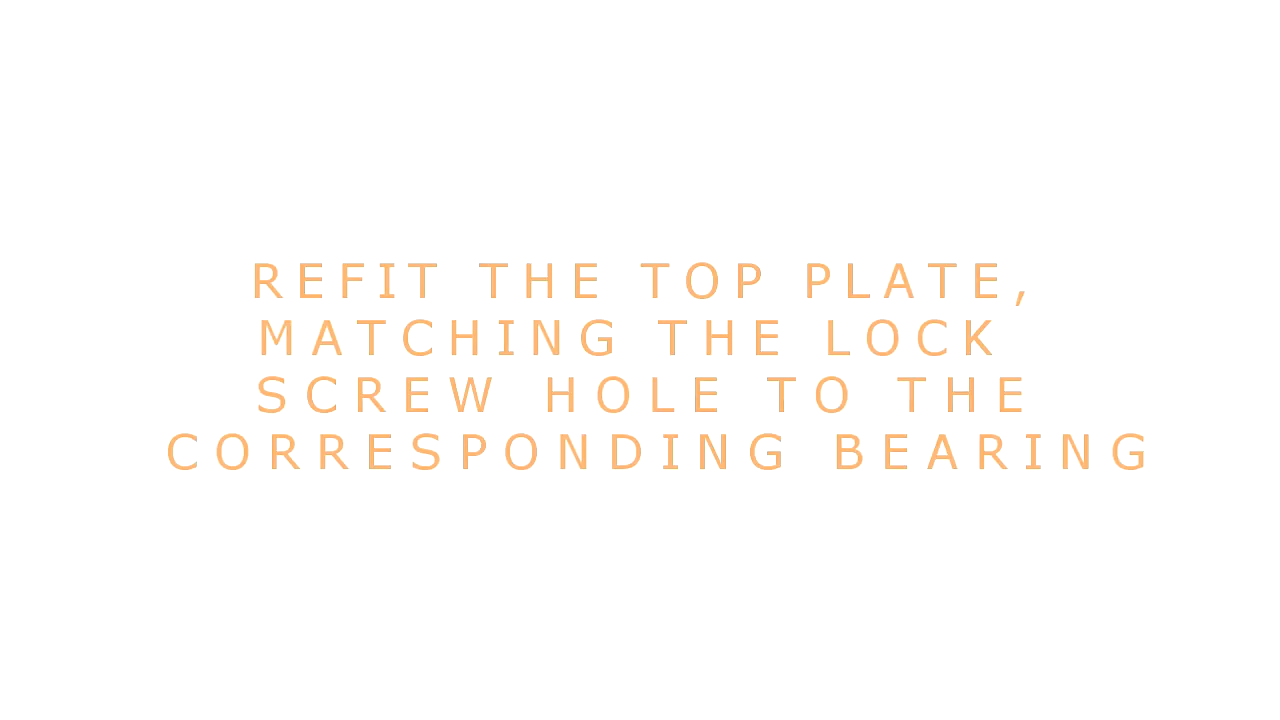 REFIT THE TOP PLATE,
MATCHING THE LOCK
SCREW HOLE TO THE
CORRESPONDING BEARING